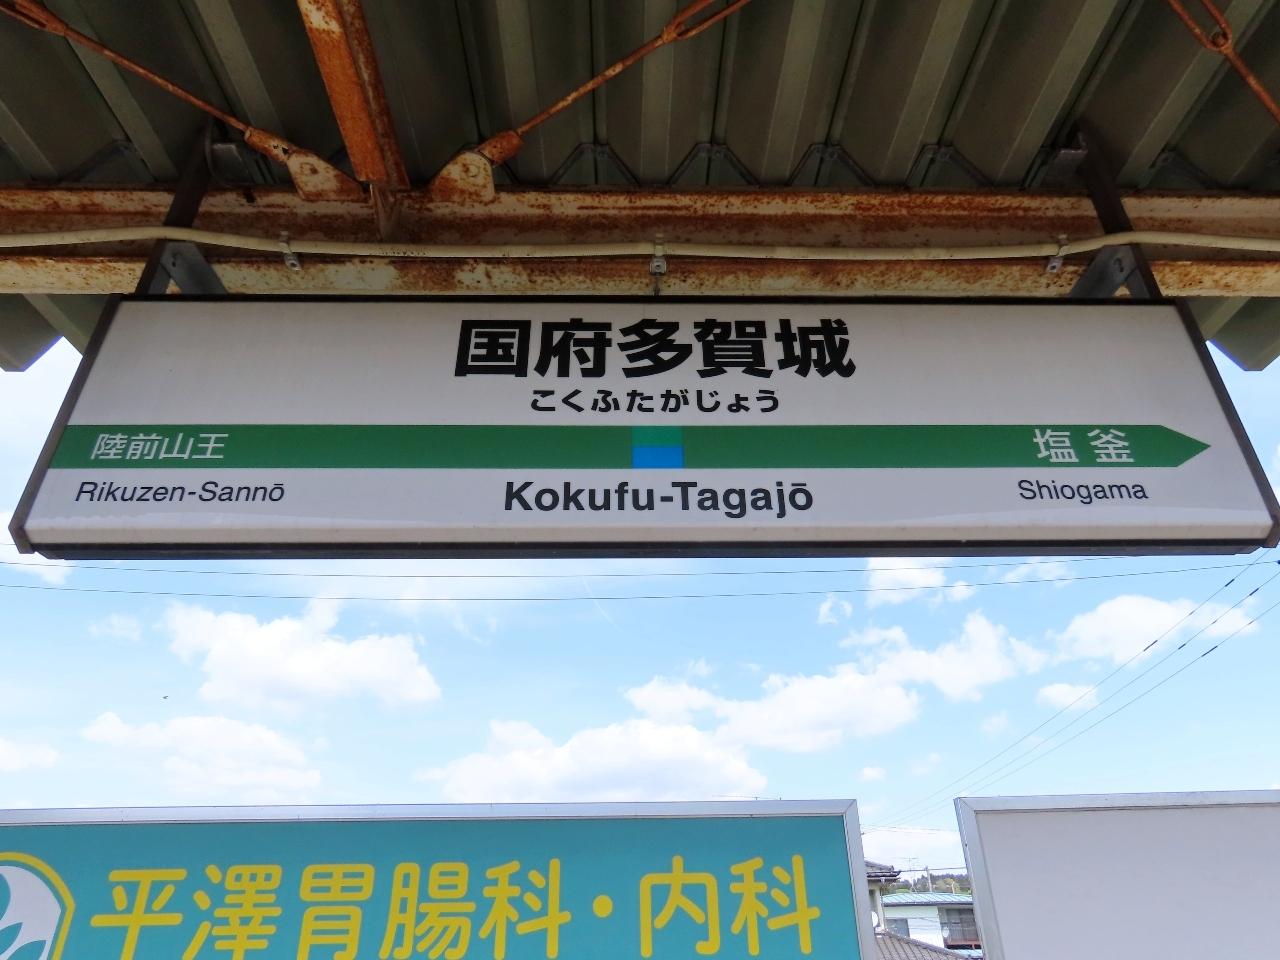 国府多賀城
こくふたがじょう
陸前山王
塩釜
Rikuzen-Sannō
Kokufu-Tagajō
Shiogama
平澤胃腸科・内科